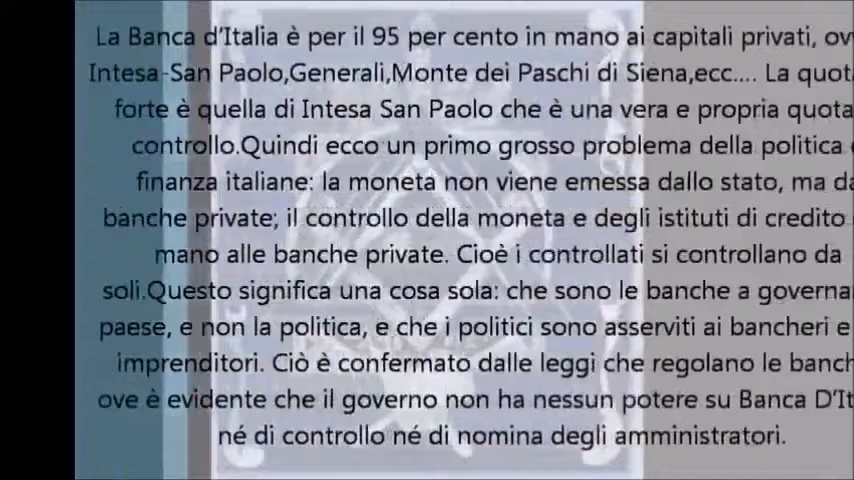 La Banca d'Italia è per il 95 per cento in mano ai capitali privati, ov
Intesa-San Paolo,Generali,Monte dei Paschi di Siena,ecc.... La quota
forte è quella di Intesa San Paolo che è una vera e propria quota
controllo.Quindi ecco un primo grosso problema della politica e
finanza italiane: la moneta non viene emessa dallo stato, ma da
banche private; il controllo della moneta e degli istituti di credito
mano alle banche private. Cioè i controllati si controllano da
soli.Questo significa una cosa sola: che sono le banche a governa
paese, e non la politica, e che i politici sono asserviti ai bancheri e
imprenditori. Ciò è confermato dalle leggi che regolano le banch
ove è evidente che il governo non ha nessun potere su Banca D'It
né di controllo né di nomina degli amministratori.